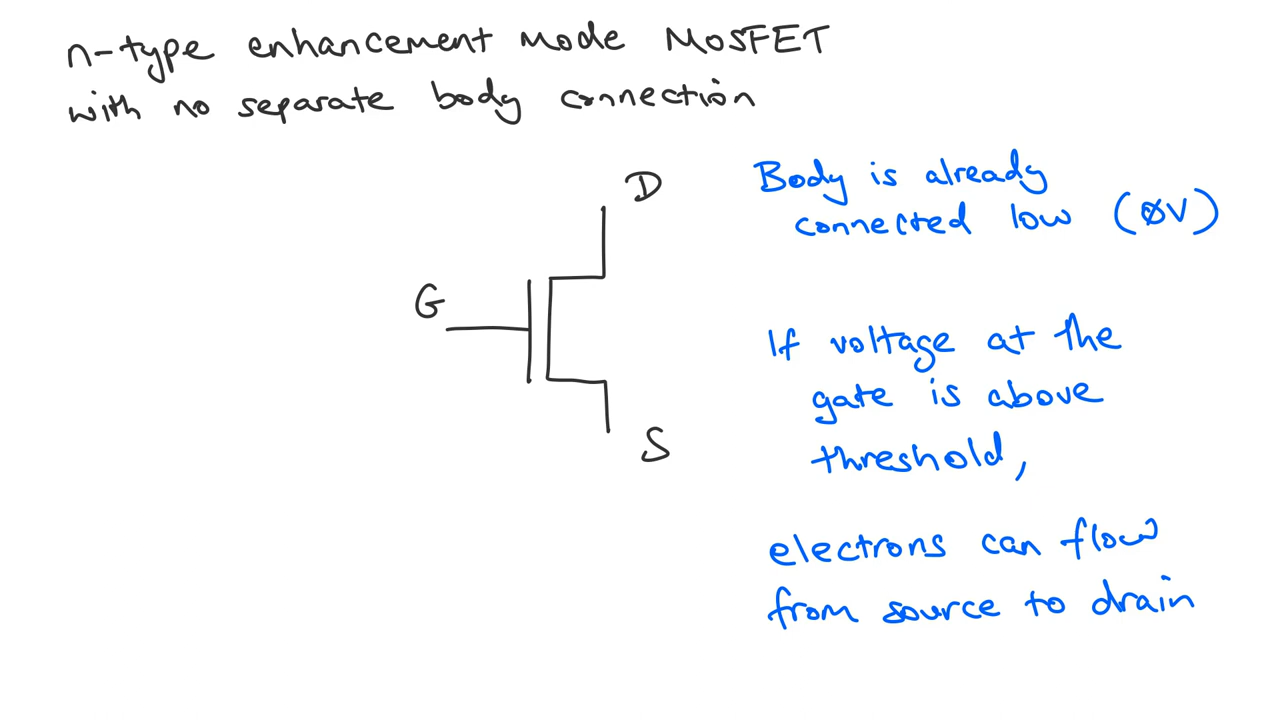 n-type enhancement mode MOSFET
with no separate body connection
D
G
S
Body is already
connected low (0V)
If voltage at the
gate is above
threshold,
electrons can flow
from source to drain